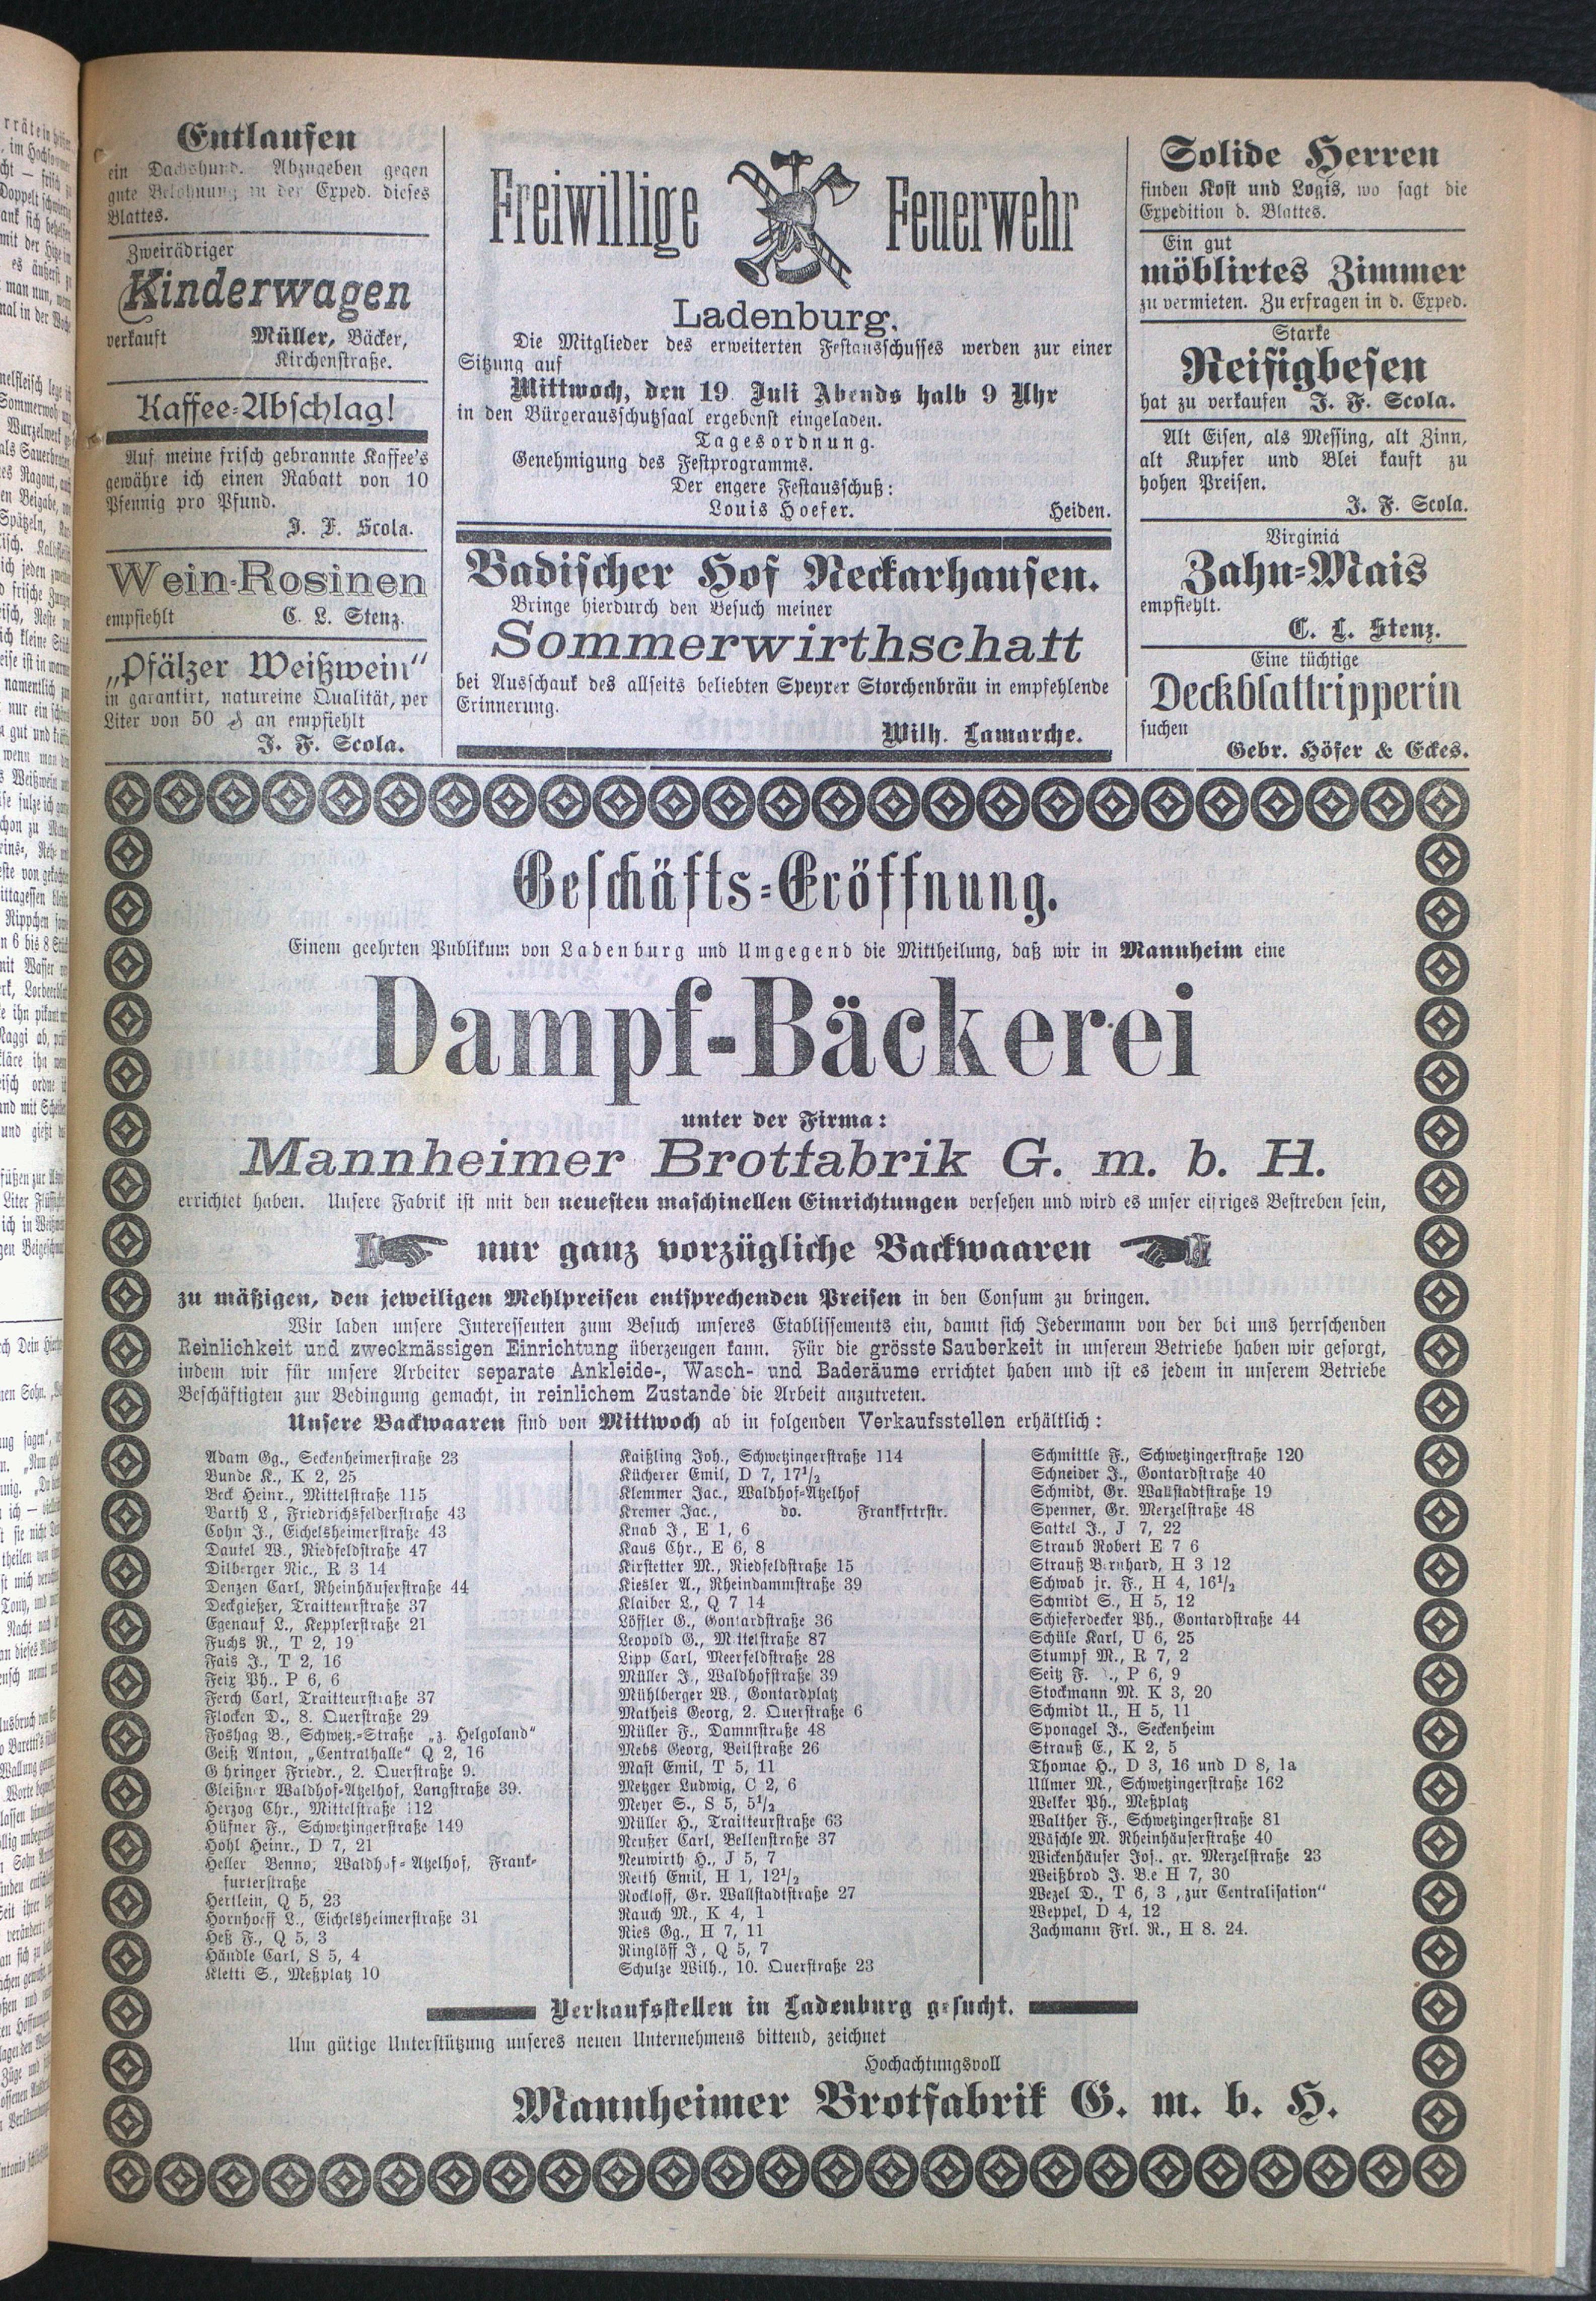 Entlaufen
ein Dachshund. Abzugeben gegen
gute Belohnung in der Exped. dieses
Blattes.
Zweirädriger
Kinderwagen
verkauft Müller, Bäcker,
Kirchenstraße.
Kaffee-Abschlag!
Auf meine frisch gebrannte Kaffee's
gewähre ich einen Rabatt von 10
Pfennig pro Pfund.
J. F. Scola.
Wein-Rosinen
empfiehlt C. L. Stenz.
„Pfälzer Weißwein“
in garantirt, natureine Qualität, per
Liter von 50 ₰ an empfiehlt
J. F. Scola.
Freiwillige Feuerwehr
Ladenburg.
Die Mitglieder des erweiterten Festausschusses werden zur einer
Sitzung auf
Mittwoch, den 19. Juli Abends halb 9 Uhr
in den Bürgerausschutzsaal ergebenst eingeladen.
Tagesordnung.
Genehmigung des Festprogramms.
Der engere Festausschuß:
Louis Hoefer. Heiden.
Badischer Hof Neckarhausen.
Bringe hierdurch den Besuch meiner
Sommerwirthschaft
bei Ausschank des allseits beliebten Speyrer Storchenbräu in empfehlende
Erinnerung.
Wilh. Lamarche.
Solide Herren
finden Kost und Logis, wo sagt die
Expedition d. Blattes.
Ein gut
möblirtes Zimmer
zu vermieten. Zu erfragen in d. Exped.
Starke
Reisigbesen
hat zu verkaufen J. F. Scola.
Alt Eisen, als Messing, alt Zinn,
alt Kupfer und Blei kauft zu
hohen Preisen.
J. F. Scola.
Virginia
Zahn-Mais
empfiehlt.
C. L. Stenz.
Eine tüchtige
Deckblattripperin
suchen
Gebr. Höfer & Eckes.
Geschäfts-Eröffnung.
Einem geehrten Publikum von Ladenburg und Umgegend die Mittheilung, daß wir in Mannheim eine
Dampf-Bäckerei
unter der Firma:
Mannheimer Brotfabrik G. m. b. H.
errichtet haben. Unsere Fabrik ist mit den neuesten maschinellen Einrichtungen versehen und wird es unser eifriges Bestreben sein,
nur ganz vorzügliche Backwaaren
zu mäßigen, den jeweiligen Mehlpreisen entsprechenden Preisen in den Consum zu bringen.
Wir laden unsere Interessenten zum Besuch unseres Etablissements ein, damit sich Jedermann von der bei uns herrschenden
Reinlichkeit und zweckmässigen Einrichtung überzeugen kann. Für die grösste Sauberkeit in unserem Betriebe haben wir gesorgt,
indem wir für unsere Arbeiter separate Ankleide-, Wasch- und Baderäume errichtet haben und ist es jedem in unserem Betriebe
Beschäftigten zur Bedingung gemacht, in reinlichem Zustande die Arbeit anzutreten.
Unsere Backwaaren sind von Mittwoch ab in folgenden Verkaufsstellen erhältlich:
Adam Gg., Seckenheimerstraße 23
Bunde K., K 2, 25
Beck Heinr., Mittelstraße 115
Barth L, Friedrichsfelderstraße 43
Cohn J., Eichelsheimerstraße 43
Dautel W., Riedfeldstraße 47
Dilberger Nic., R 3 14
Denzen Carl, Rheinhäuserstraße 44
Deckgießer, Traitteurstraße 37
Egenauf L., Kepplerstraße 21
Fuchs R., T 2, 19
Fais J., T 2, 16
Feix Ph., P 6, 6
Ferch Carl, Traitteurstraße 37
Flocken D., 8. Querstraße 29
Foshag B., Schwetz.-Straße „z. Helgoland“
Geiß Anton, „Centralhalle“ Q 2, 16
G hringer Friedr., 2. Querstraße 9.
Gleißner Waldhof-Atzelhof, Langstraße 39.
Herzog Chr., Mittelstraße 112
Hüfner F., Schwetzingerstraße 149
Hohl Heinr., D 7, 21
Heller Benno, Waldhof-Atzelhof, Frank-
furterstraße
Hertlein, Q 5, 23
Hornhoeff L., Eichelsheimerstraße 31
Heß F., Q 5, 3
Händle Carl, S 5, 4
Kletti S., Meßplatz 10
Kaißling Joh., Schwetzingerstraße 114
Kücherer Emil, D 7, 17½
Klemmer Jac., Waldhof-Atzelhof
Kremer Jac., do. Frankfrtrstr.
Knab J, E 1, 6
Kaus Chr., E 6, 8
Kirstetter M., Riedfeldstraße 15
Kiesler A., Rheindammstraße 39
Klaiber L., Q 7 14
Löffler G., Gontardstraße 36
Leopold G., Mittelstraße 87
Lipp Carl, Meerfeldstraße 28
Müller J., Waldhofstraße 39
Mühlberger W., Gontardplatz
Matheis Georg, 2. Querstraße 6
Müller F., Dammstraße 48
Mebs Georg, Beilstraße 26
Mast Emil, T 5, 11
Metzger Ludwig, C 2, 6
Meyer S., S 5, 5½
Müller H., Traitteurstraße 63
Neußer Carl, Bellenstraße 37
Neuwirth H., J 5, 7
Neith Emil, H 1, 12½
Rockloff, Gr. Wallstadtstraße 27
Rauch M., K 4, 1
Ries Gg., H 7, 11
Ringlöff J, Q 5, 7
Schulze Wilh., 10. Querstraße 23
Schmittle F., Schwetzingerstraße 120
Schneider J., Gontardstraße 40
Schmidt, Gr. Wallstadtstraße 19
Spenner, Gr. Merzelstraße 48
Sattel J., J 7, 22
Straub Robert E 7 6
Strauß Bernhard, H 3 12
Schwab jr. F., H 4, 16½
Schmidt S., H 5, 12
Schieferdecker Ph., Gontardstraße 44
Schüle Karl, U 6, 25
Stumpf M., R 7, 2
Seitz F. P 6, 9
Stockmann M. K 3, 20
Schmidt U., H 5, 11
Sponagel J., Seckenheim
Strauß E., K 2, 5
Thomae H., D 3, 16 und D 8, 1a
Ullmer M., Schwetzingerstraße 162
Welker Ph., Meßplatz
Walther F., Schwetzingerstraße 81
Wäschle M. Rheinhäuserstraße 40
Wickenhäuser Jos.. gr. Merzelstraße 23
Weißbrod J. H 7, 30
Wezel D., T 6, 3 „zur Centralisation“
Weppel, D 4, 12
Zachmann Frl. R., H 8. 24.
Verkaufsstellen in Ladenburg gesucht.
Um gütige Unterstützung unseres neuen Unternehmens bittend, zeichnet
Hochachtungsvoll
Mannheimer Brotfabrik G. m. b. H.